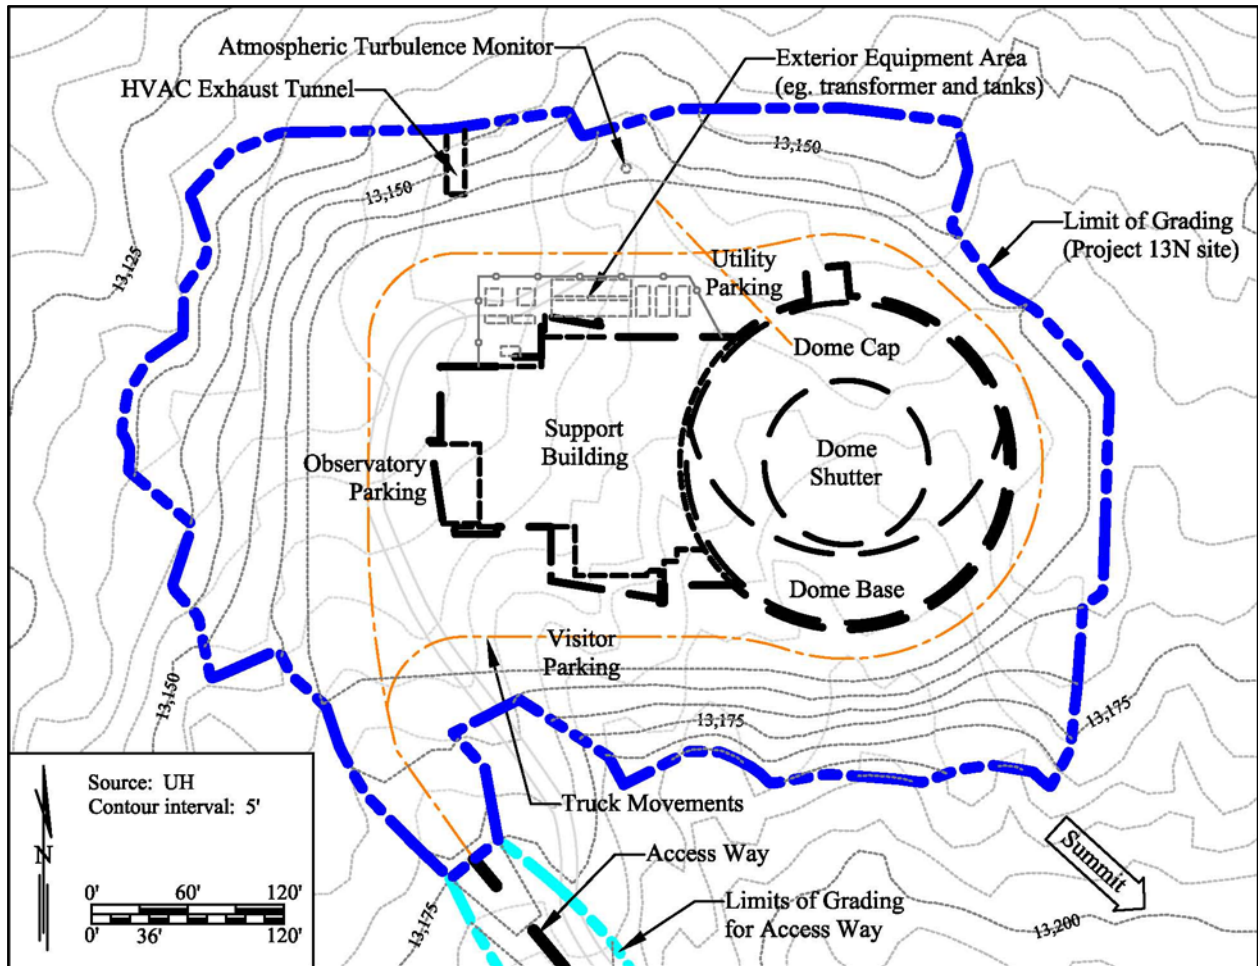 Atmospheric Turbulence Monitor
HVAC Exhaust Tunnel
Exterior Equipment Area
(eg. transformer and tanks)
13,150
13,150
13,125
Limit of Grading
(Project 13N site)
Utility
Parking
Dome Cap
Support
Building
Dome
Shutter
Observatory
Parking
Dome Base
Visitor
Parking
13,150
13,175
13,175
Source: UH
Contour interval: 5'
N
0' 60' 120'
0' 36' 120'
Truck Movements
Access Way
Summit
13,175
Limits of Grading
for Access Way
13,200